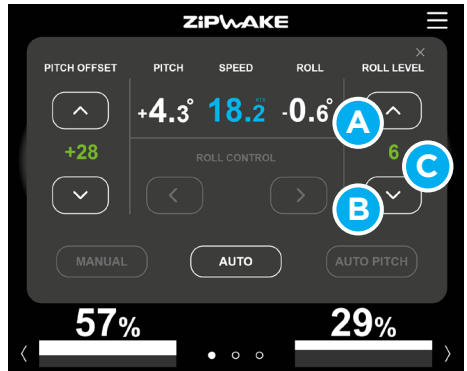 ZIPWAKE
PITCH OFFSET PITCH SPEED ROLL ROLL LEVEL
+4.3° 18.2 KTS -0.6° A
+28 ROLL CONTROL 6 C
B
MANUAL AUTO AUTO PITCH
57% 29%